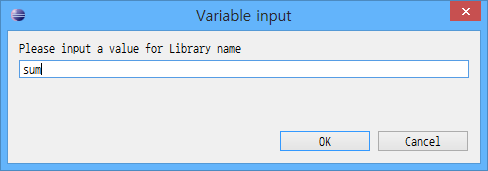 Variable input
Please input a value for Library name
sum
OK
Cancel